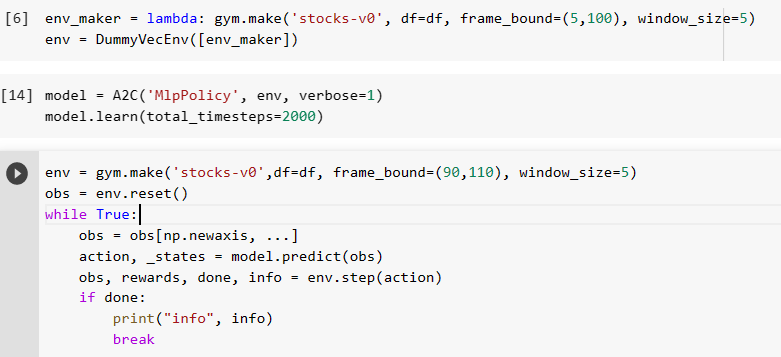 [6] env_maker = lambda: gym.make('stocks-v0', df=df, frame_bound=(5,100), window_size=5)
env = DummyVecEnv([env_maker])
[14] model = A2C('MlpPolicy', env, verbose=1)
model.learn(total_timesteps=2000)
env = gym.make('stocks-v0',df=df, frame_bound=(90,110), window_size=5)
obs = env.reset()
while True:
    obs = obs[np.newaxis, ...]
    action, _states = model.predict(obs)
    obs, rewards, done, info = env.step(action)
    if done:
        print("info", info)
        break